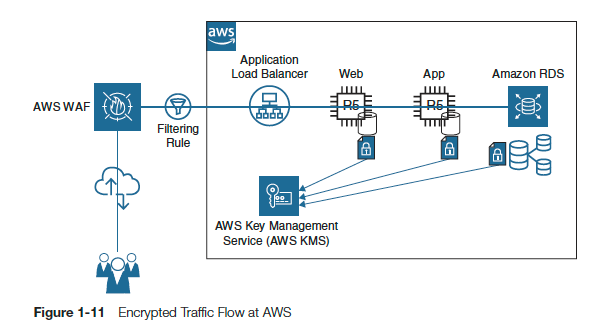 aws
Application
Load Balancer
Web
App
Amazon RDS
AWS WAF
R5
R5
Filtering
Rule
AWS Key Management
Service (AWS KMS)
Figure 1-11 Encrypted Traffic Flow at AWS